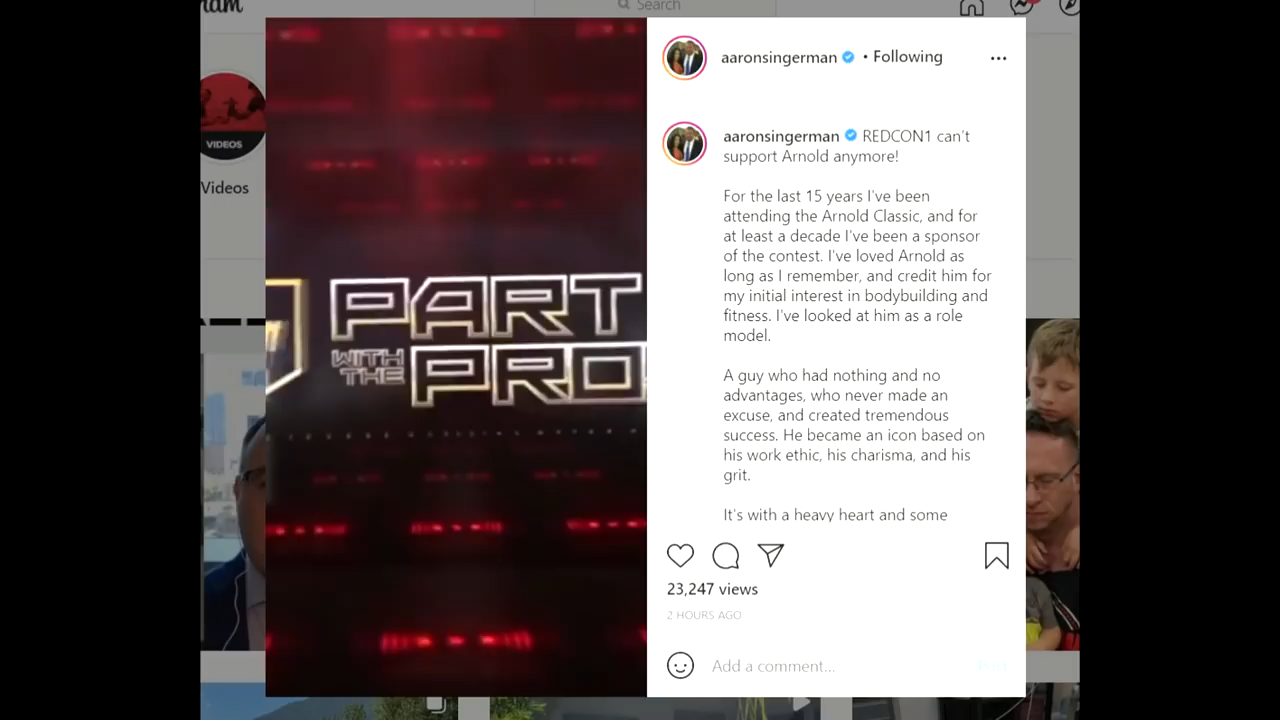 Search
aaronsingerman • Following
VIDEOS
Videos
PART
WITH THE PRO
aaronsingerman REDCON1 can't
support Arnold anymore!
For the last 15 years I've been
attending the Arnold Classic, and for
at least a decade I've been a sponsor
of the contest. I've loved Arnold as
long as I remember, and credit him for
my initial interest in bodybuilding and
fitness. I've looked at him as a role
model.
A guy who had nothing and no
advantages, who never made an
excuse, and created tremendous
success. He became an icon based on
his work ethic, his charisma, and his
grit.
It's with a heavy heart and some
23,247 views
2 HOURS AGO
Add a comment...
Post